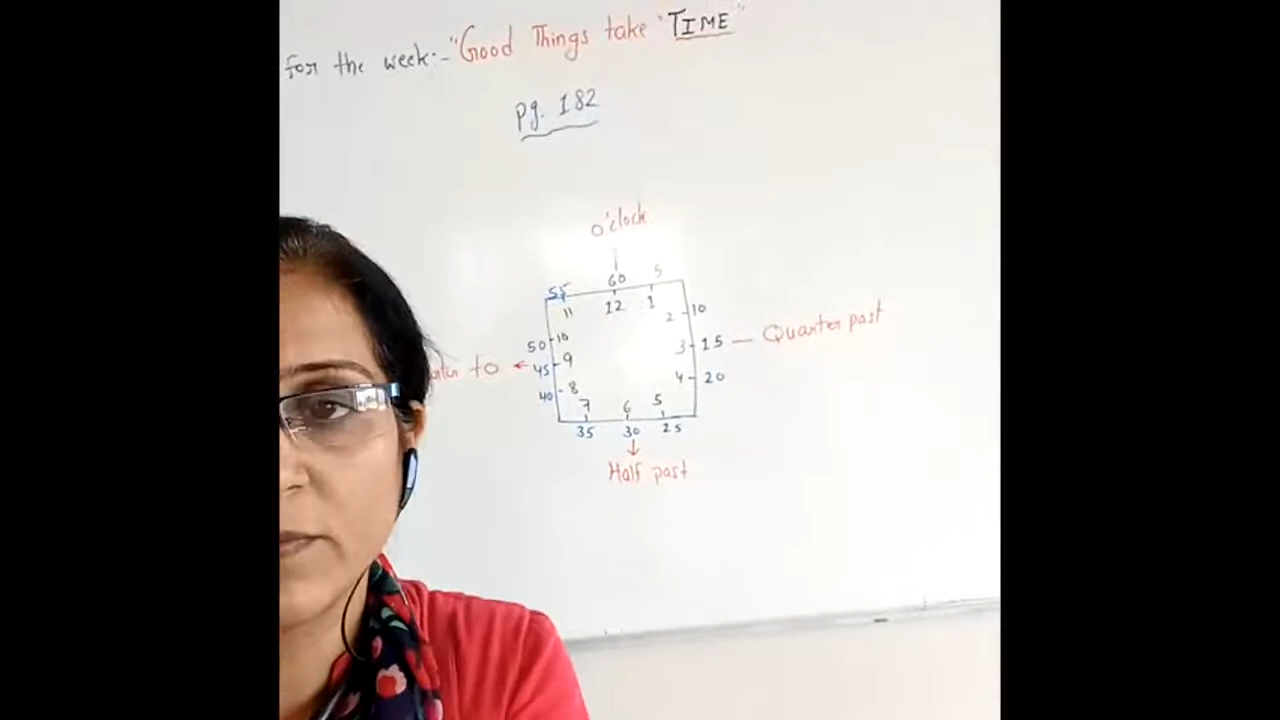 for the week:- "Good Things take "TIME"
pg. 182
o'clock
60 5
55
11 12 1
2 10
50 10
3 15 — Quarter past
to ← 45 9
4 20
40 8
7 6 5
35 30 25
Half past